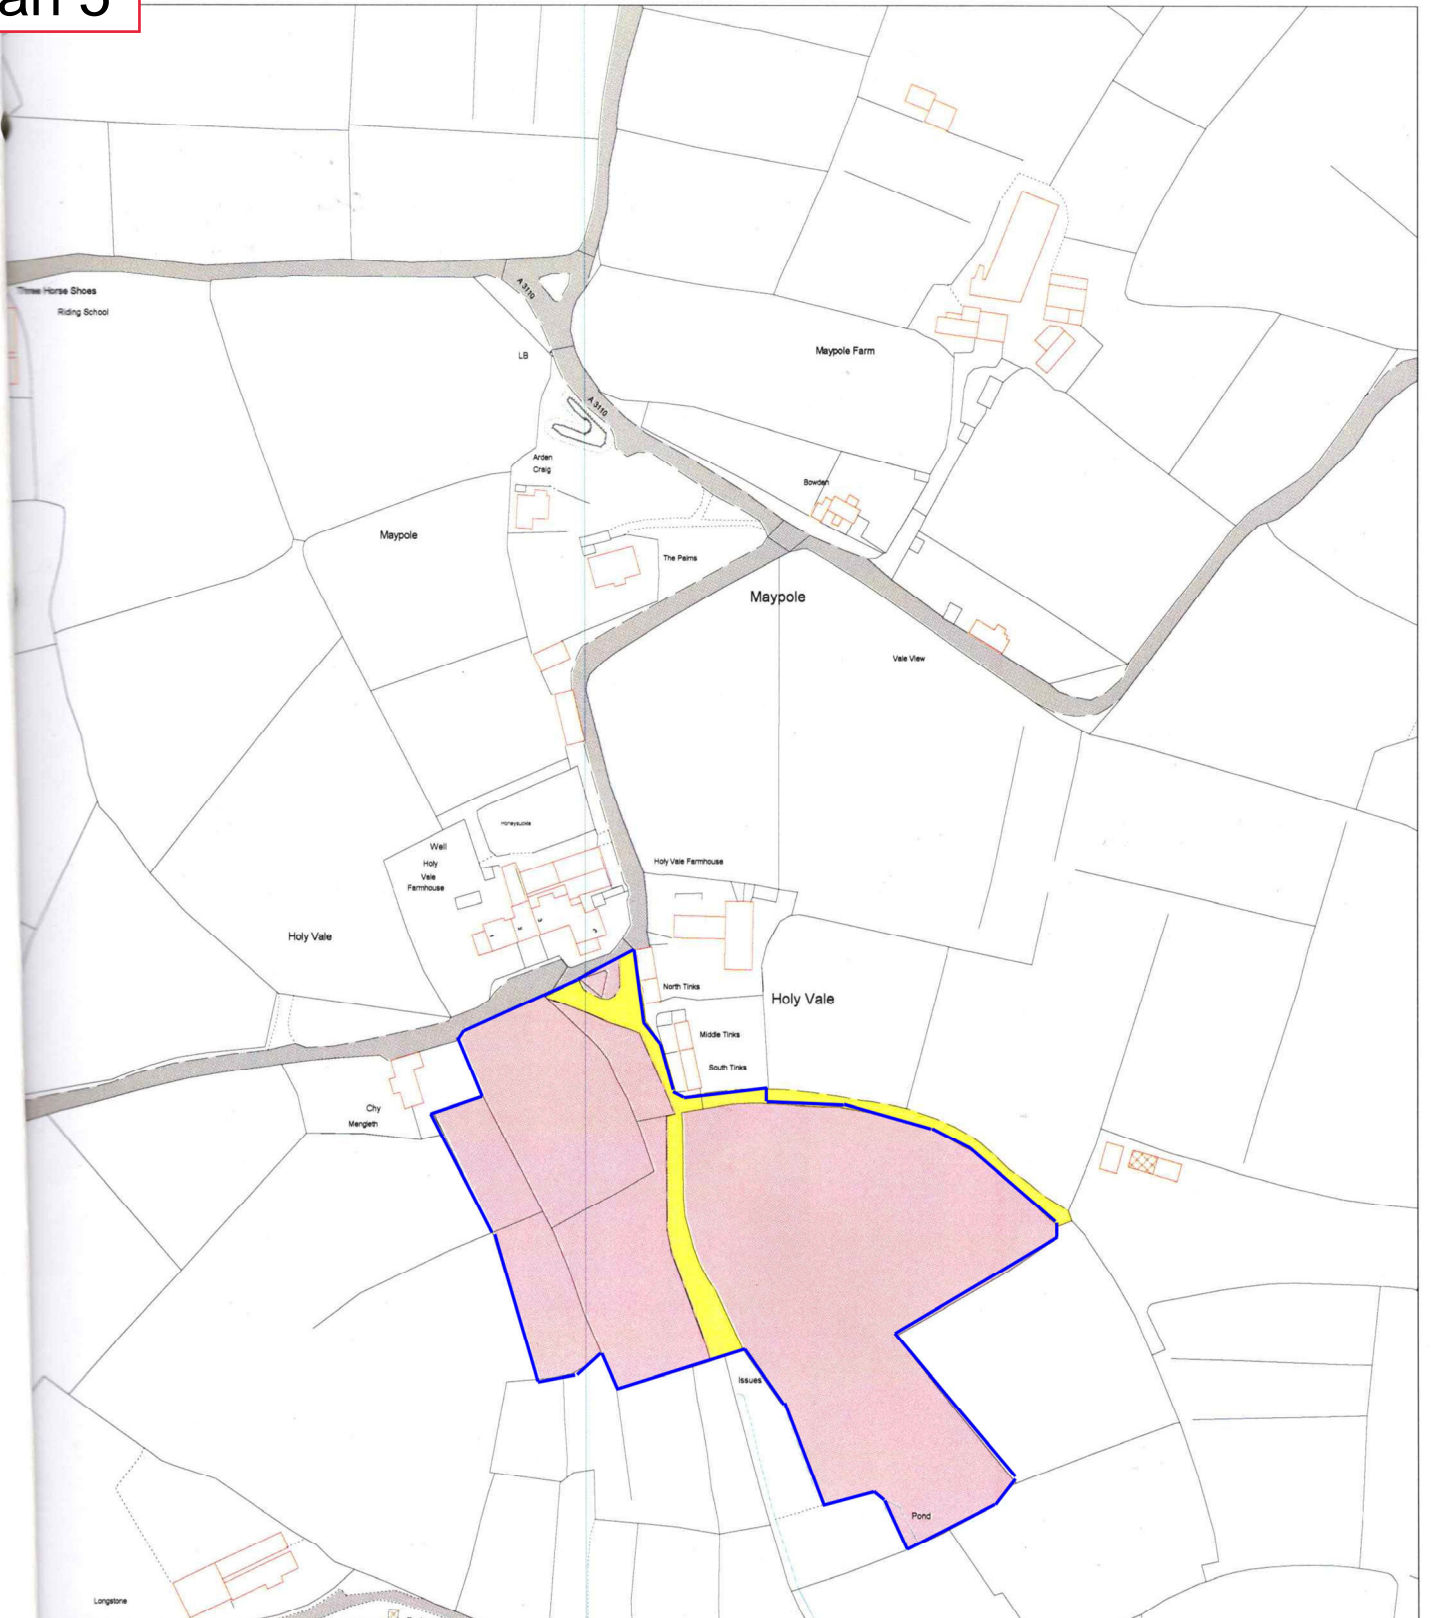 an 5
A 3110
Three Horse Shoes
Riding School
LB
Maypole Farm
A 3110
Arden
Craig
Bowden
Maypole
The Palms
Maypole
Vale View
Honeysuckle
Well
Holy
Vale
Farmhouse
Holy Vale Farmhouse
Holy Vale
North Tinks
Holy Vale
Middle Tinks
South Tinks
Chy
Mengleth
Issues
Pond
Longstone